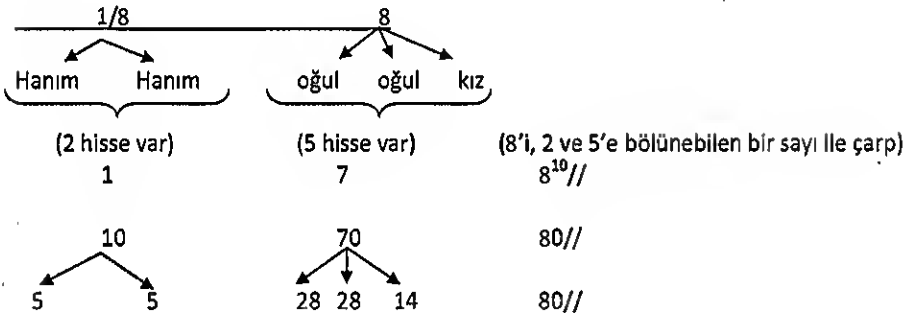 1/8 8
Hanım Hanım oğul oğul kız
(2 hisse var) (5 hisse var) (8'i, 2 ve 5'e bölünebilen bir sayı ile çarp)
1 7 8¹⁰//
10 70 80//
5 5 28 28 14 80//